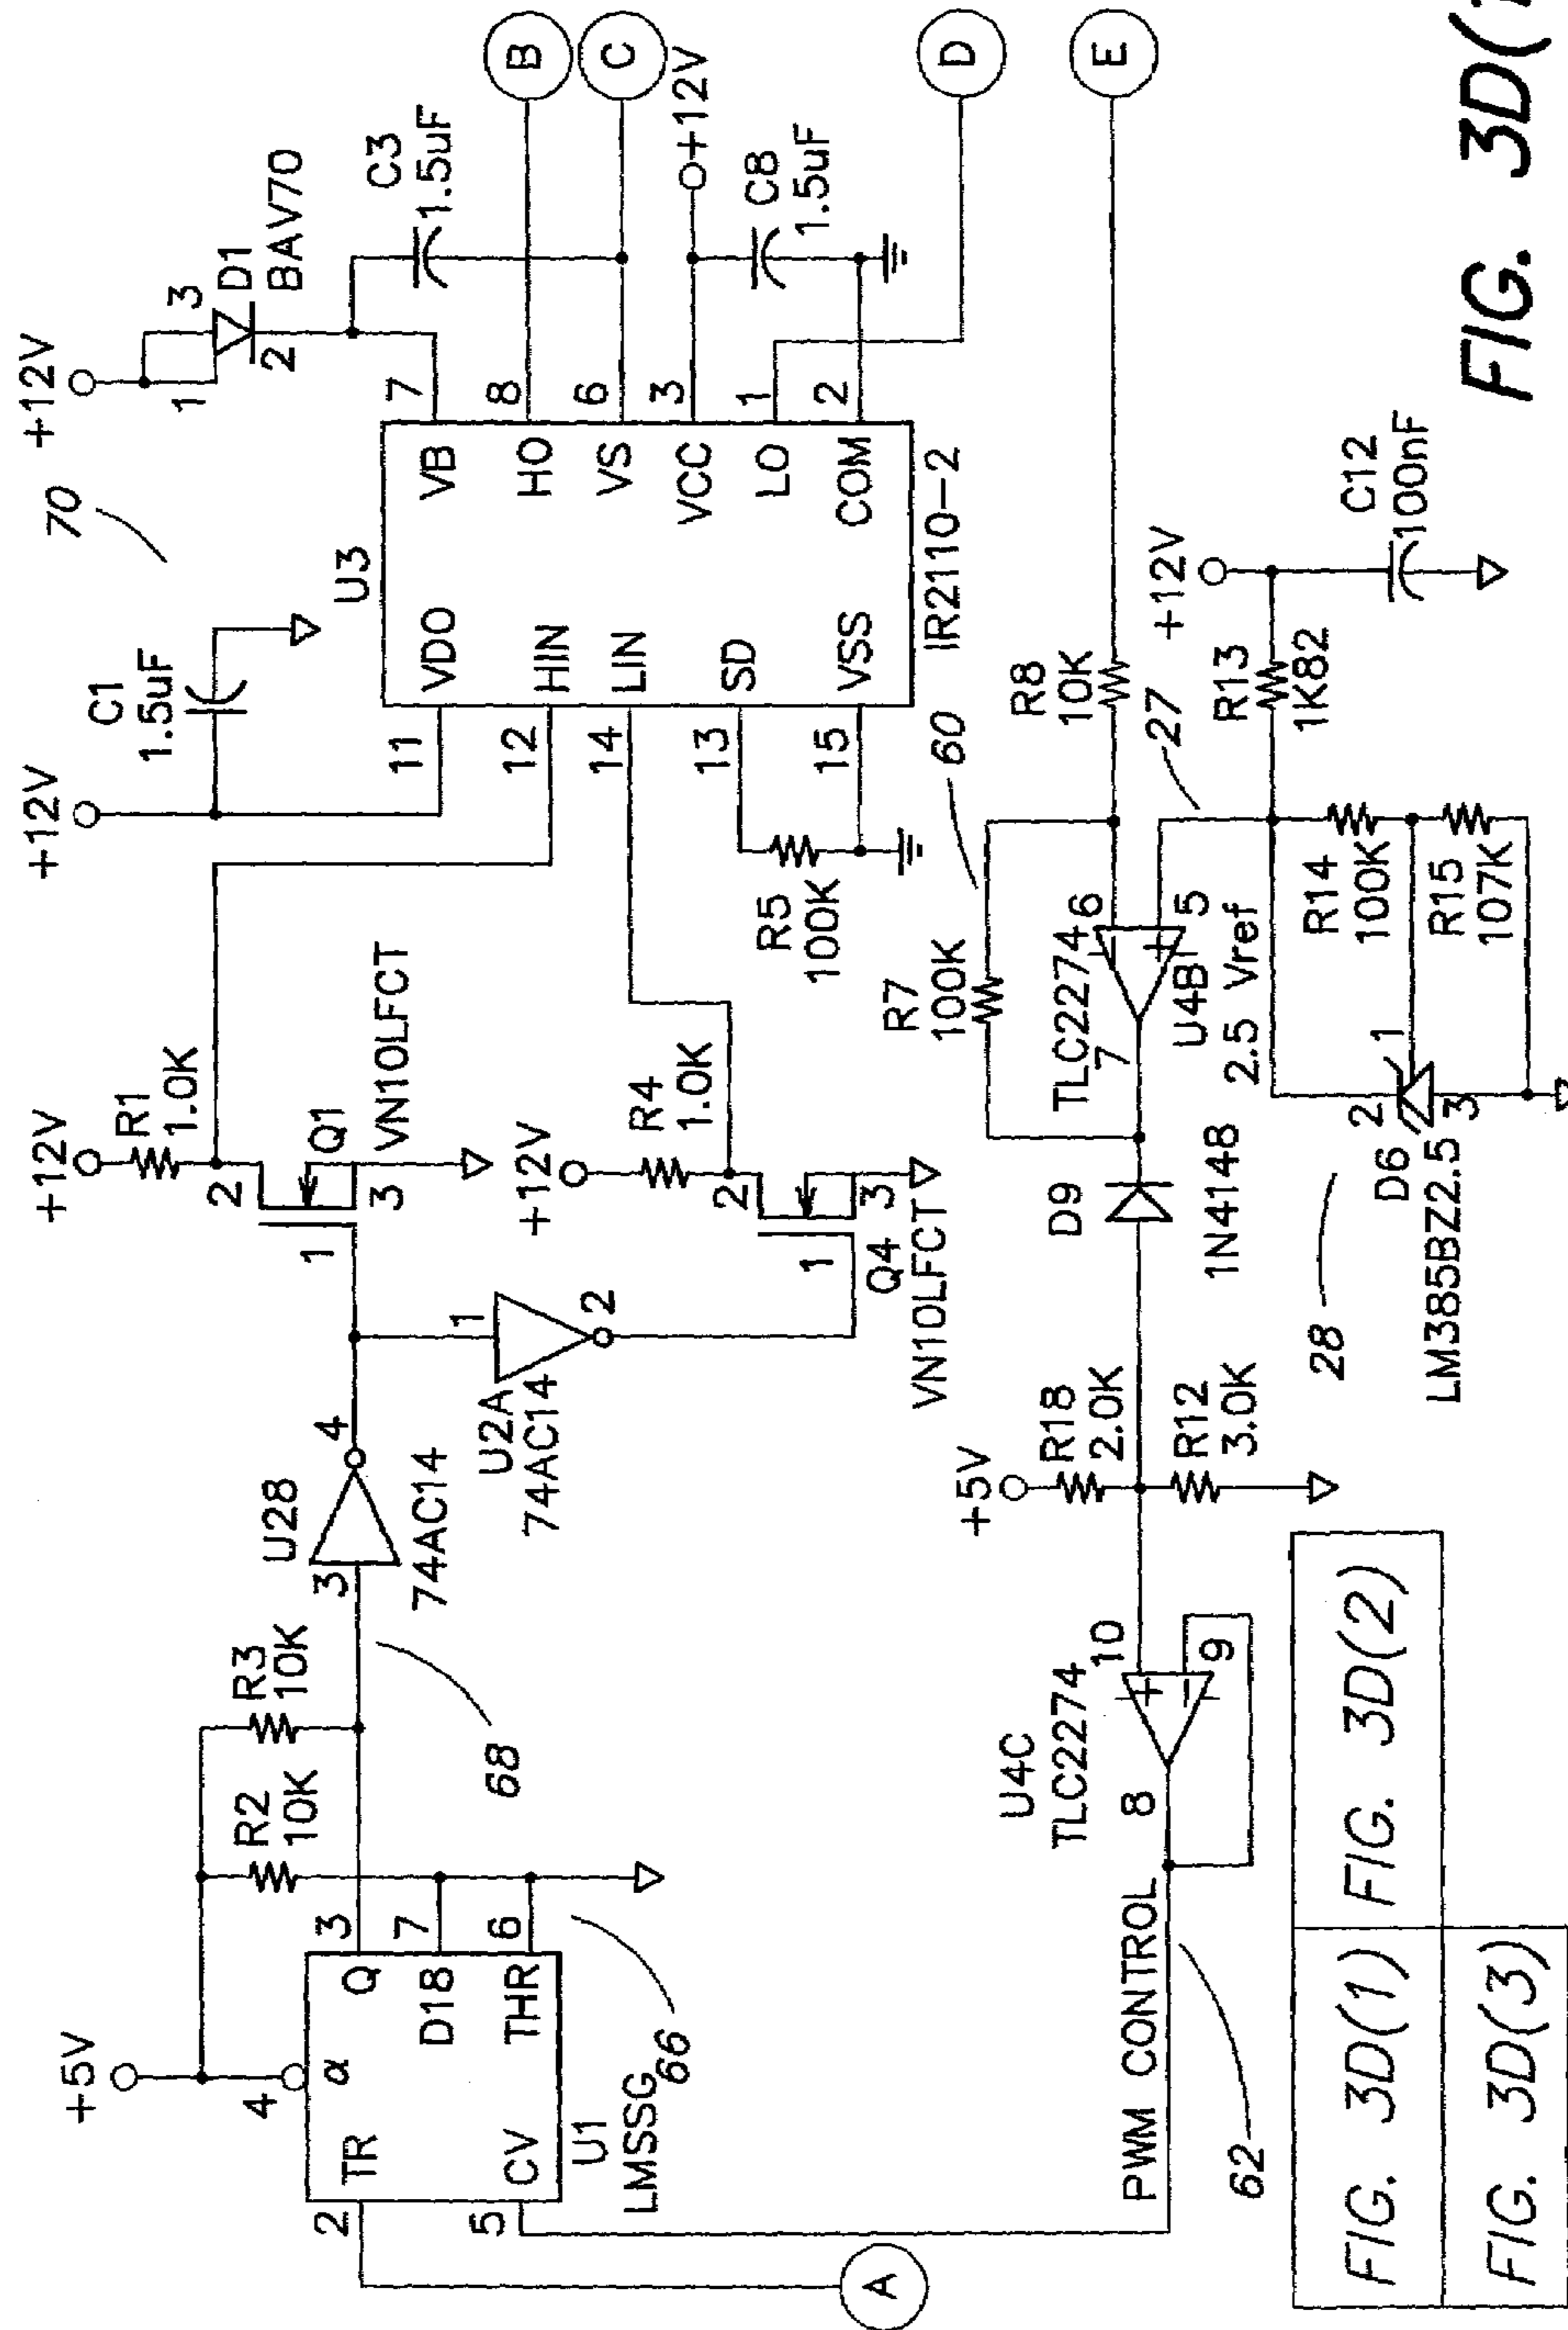 +5V
4
α
TR
Q
2
3
CV
D18
7
5
THR
6
U1
LMSSG
66
R2
10K
R3
10K
68
3
U28
4
74AC14
1
U2A
74AC14
2
+12V
R1
1.0K
2
Q1
VN10LFCT
1
3
+12V
R4
1.0K
2
1
3
Q4
VN10LFCT
+12V
C1
1.5uF
70
U3
11
VDO
VB
7
12
HIN
HO
8
14
LIN
VS
6
VCC
3
13
SD
LO
1
15
VSS
COM
2
IR2110-2
R5
100K
+12V
1
3
D1
BAV70
2
C3
1.5uF
B
C
+12V
C8
1.5uF
D
A
PWM CONTROL
62
U4C
TLC2274
8
10
9
+5V
R18
2.0K
R12
3.0K
D9
1N4148
R7
100K
60
TLC2274
7
6
5
U4B
2.5 Vref
R8
10K
E
27
R13
1K82
+12V
C12
100nF
R14
100K
R15
107K
2
1
3
D6
LM385BZ2.5
28
FIG. 3D(1)
FIG. 3D(2)
FIG. 3D(3)
FIG. 3D(